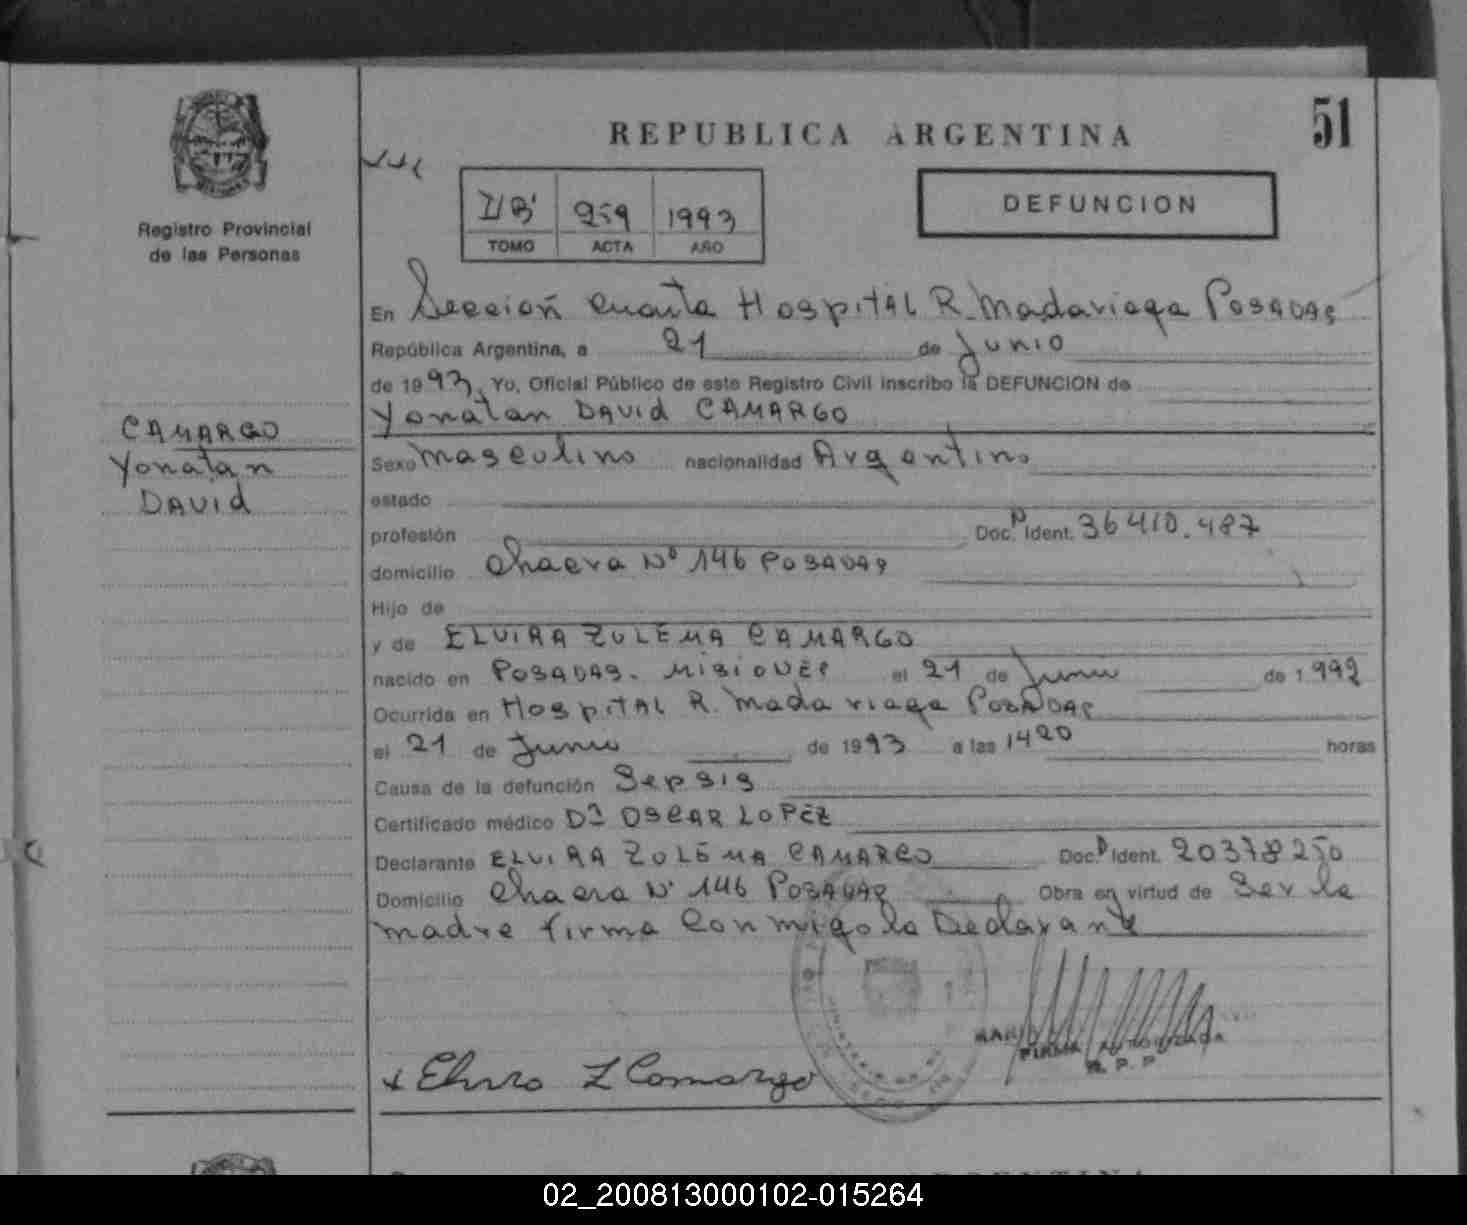 51
REPUBLICA ARGENTINA
Registro Provincial
de las Personas
I/B' 259 1993
TOMO ACTA AÑO
DEFUNCION
En Sección Cuarta Hospital R. Madariaga Posadas
República Argentina, a 21 de Junio
de 1993, Yo, Oficial Público de este Registro Civil inscribo la DEFUNCION de
Yonatan David CAMARGO
CAMARGO
Yonatan
David
Sexo Masculino nacionalidad Argentino
estado
profesión Doc. N Ident. 36410.487
domicilio Chacra Nº 146 Posadas
Hijo de
y de ELVIRA ZULEMA CAMARGO
nacido en Posadas. Misiones el 21 de Junio de 1992
Ocurrida en Hospital R. Madariaga Posadas
el 21 de Junio de 1993 a las 1420 horas
Causa de la defunción Sepsis
Certificado médico Dr OSCAR LOPEZ
Declarante ELVIRA ZULEMA CAMARGO Doc. Ident. 20378250
Domicilio Chacra Nº 146 Posadas Obra en virtud de Ser la
madre firma Conmigo la Declarante
FIRMA AUTORIZADA
R. P. P
Elvira Z Camargo
02_200813000102-015264